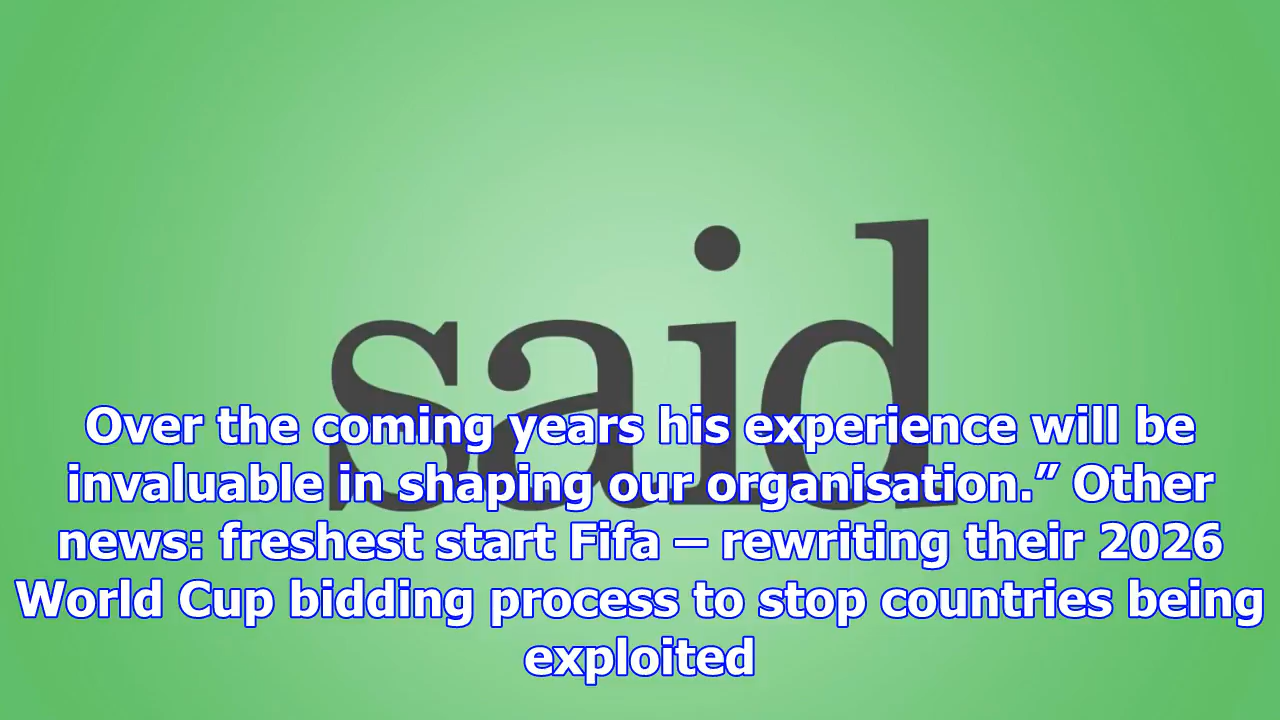 said
Over the coming years his experience will be
invaluable in shaping our organisation.” Other
news: freshest start Fifa – rewriting their 2026
World Cup bidding process to stop countries being
exploited